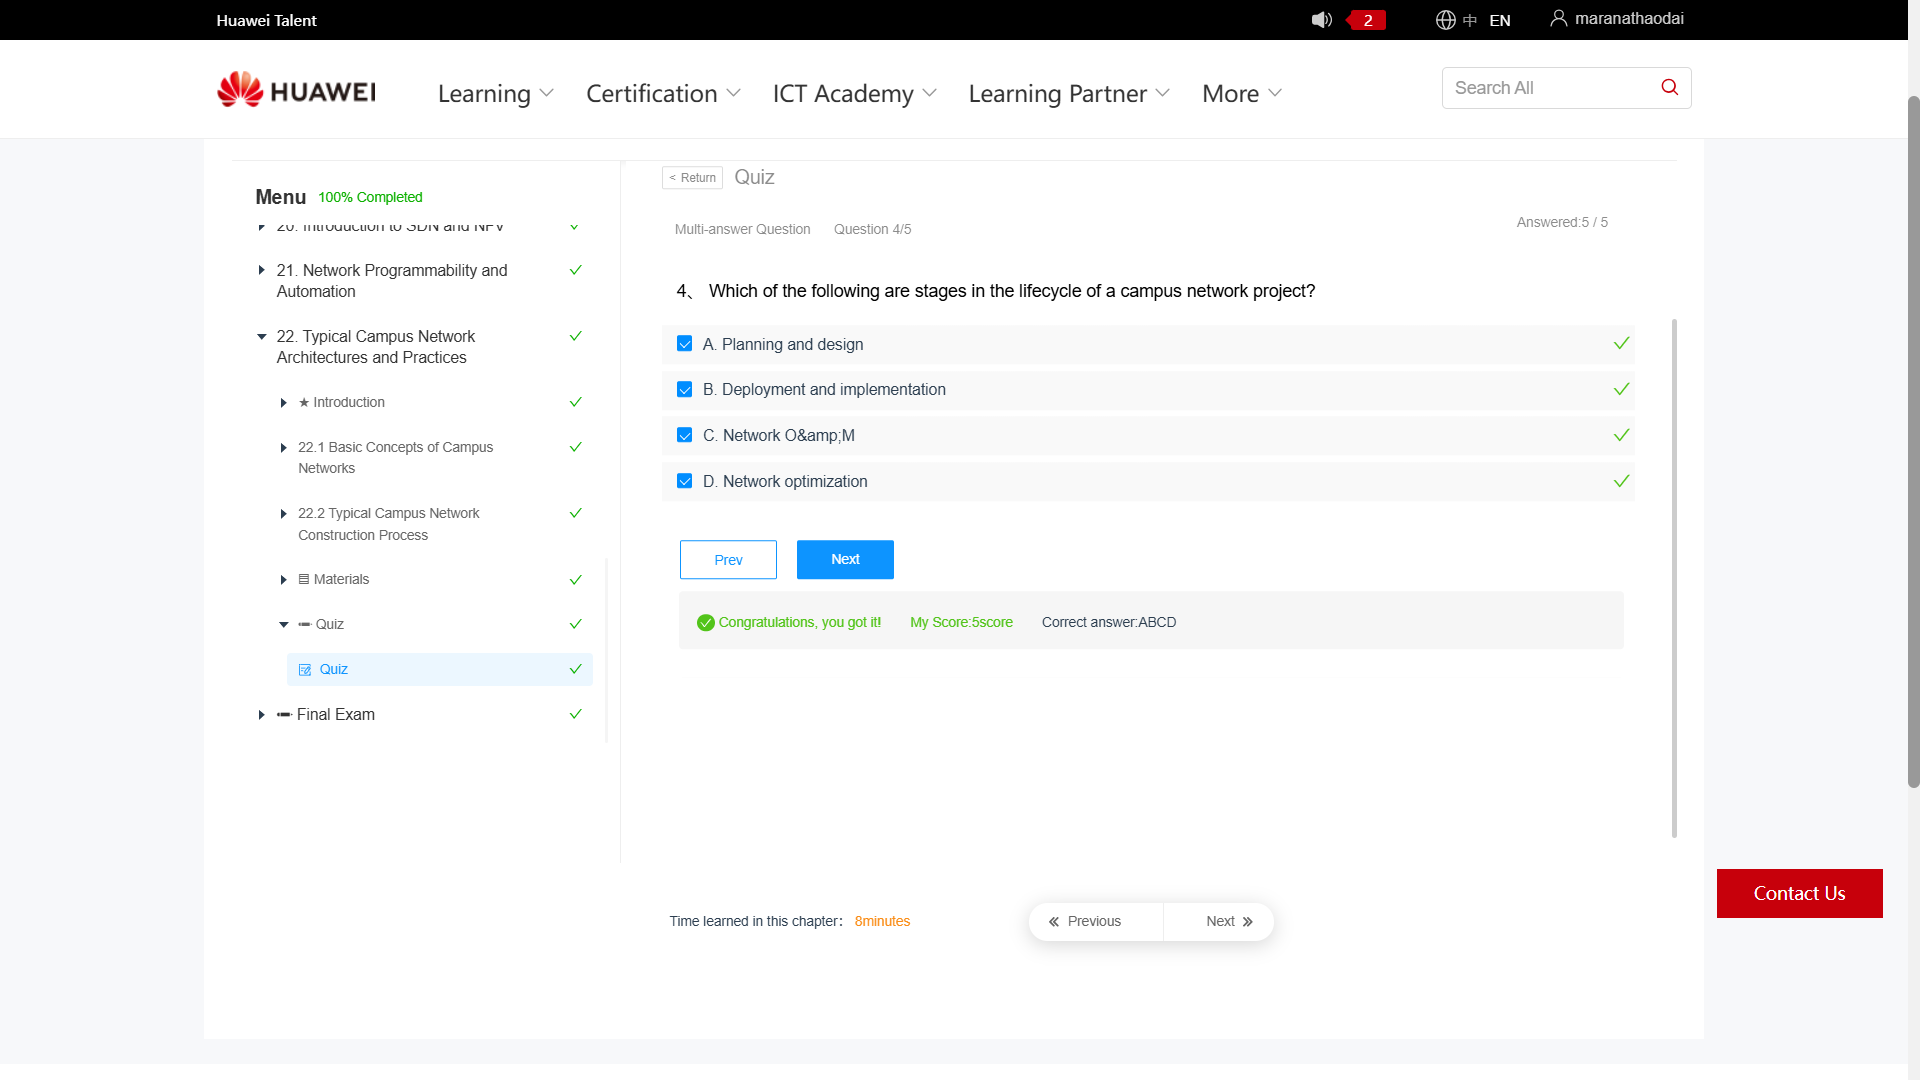 Huawei Talent
2
中 EN
maranathaodai
HUAWEI
Learning
Certification
ICT Academy
Learning Partner
More
Search All
Menu 100% Completed
20. Introduction to SDN and NFV
21. Network Programmability and
Automation
22. Typical Campus Network
Architectures and Practices
★ Introduction
22.1 Basic Concepts of Campus
Networks
22.2 Typical Campus Network
Construction Process
Materials
Quiz
Quiz
Final Exam
< Return Quiz
Multi-answer Question Question 4/5
Answered:5 / 5
4、 Which of the following are stages in the lifecycle of a campus network project?
A. Planning and design
B. Deployment and implementation
C. Network O&amp;M
D. Network optimization
Prev
Next
Congratulations, you got it! My Score:5score Correct answer:ABCD
Time learned in this chapter： 8minutes
« Previous
Next »
Contact Us